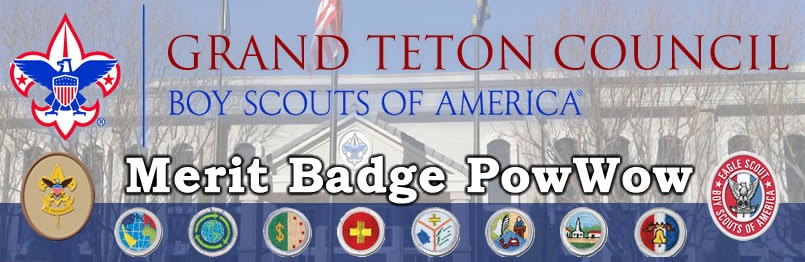 GRAND TETON COUNCIL
BOY SCOUTS OF AMERICA®
Merit Badge PowWow
EAGLE SCOUT
BOY SCOUTS OF AMERICA